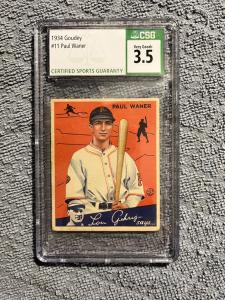 1934 Goudey
#11 Paul Waner
CERTIFIED SPORTS GUARANTY
CSG
Very Good+
3.5
PAUL WANER
Lou Gehrig
says